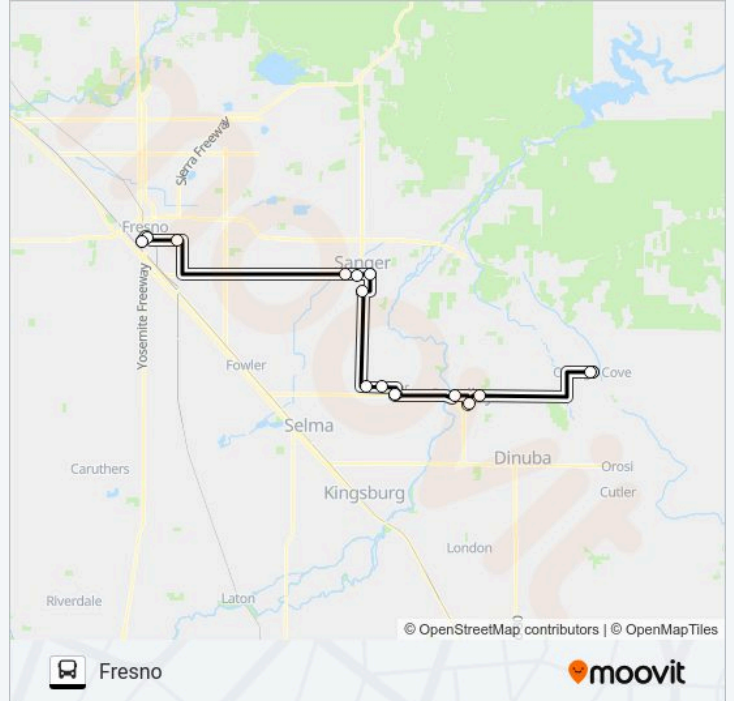 Sierra Freeway
Fresno
Sanger
Yosemite Freeway
Fowler
Cove
Selma
Dinuba
Orosi
Caruthers
Kingsburg
Cutler
London
Riverdale
Laton
© OpenStreetMap contributors | © OpenMapTiles
Fresno
moovit